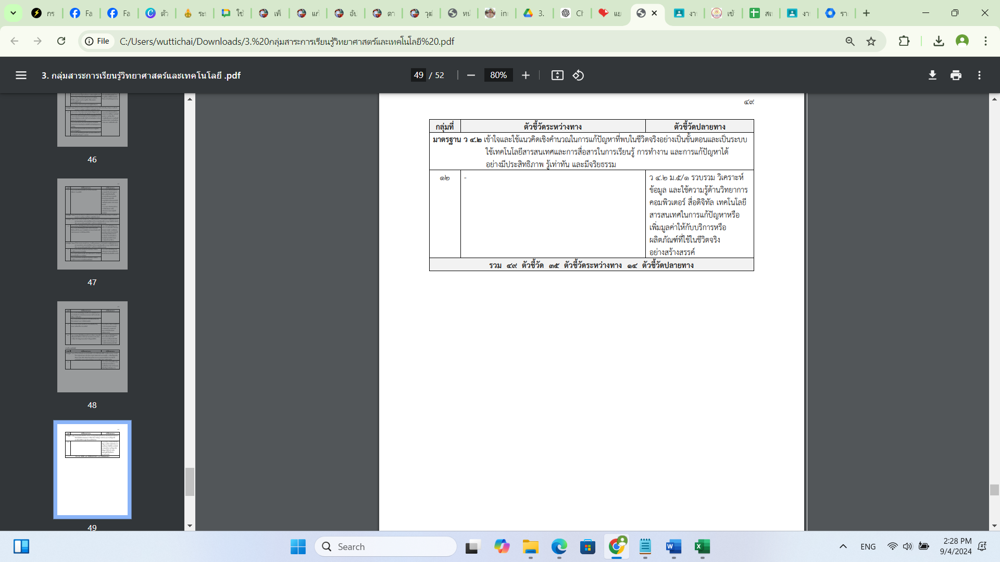 กร
Fa
Fa
ตัว
ระ
ใช้
เพิ่
แก้
อัป
ดา
วุฒิ
หน้
in
3.
Ch
แย
งา
เข้
สเ
งา
ราย
File
C:/Users/wuttichai/Downloads/3.%20กลุ่มสาระการเรียนรู้วิทยาศาสตร์และเทคโนโลยี%20.pdf
3. กลุ่มสาระการเรียนรู้วิทยาศาสตร์และเทคโนโลยี .pdf
49 / 52
80%
46
47
48
49
๔๙
กลุ่มที่ ตัวชี้วัดระหว่างทาง ตัวชี้วัดปลายทาง
มาตรฐาน ว ๔.๒ เข้าใจและใช้แนวคิดเชิงคำนวณในการแก้ปัญหาที่พบในชีวิตจริงอย่างเป็นขั้นตอนและเป็นระบบ
ใช้เทคโนโลยีสารสนเทศและการสื่อสารในการเรียนรู้ การทำงาน และการแก้ปัญหาได้
อย่างมีประสิทธิภาพ รู้เท่าทัน และมีจริยธรรม
๑๒ - ว ๔.๒ ม.๕/๑ รวบรวม วิเคราะห์
ข้อมูล และใช้ความรู้ด้านวิทยาการ
คอมพิวเตอร์ สื่อดิจิทัล เทคโนโลยี
สารสนเทศในการแก้ปัญหาหรือ
เพิ่มมูลค่าให้กับบริการหรือ
ผลิตภัณฑ์ที่ใช้ในชีวิตจริง
อย่างสร้างสรรค์
รวม ๔๙ ตัวชี้วัด ๓๕ ตัวชี้วัดระหว่างทาง ๑๔ ตัวชี้วัดปลายทาง
Search
ENG
2:28 PM
9/4/2024